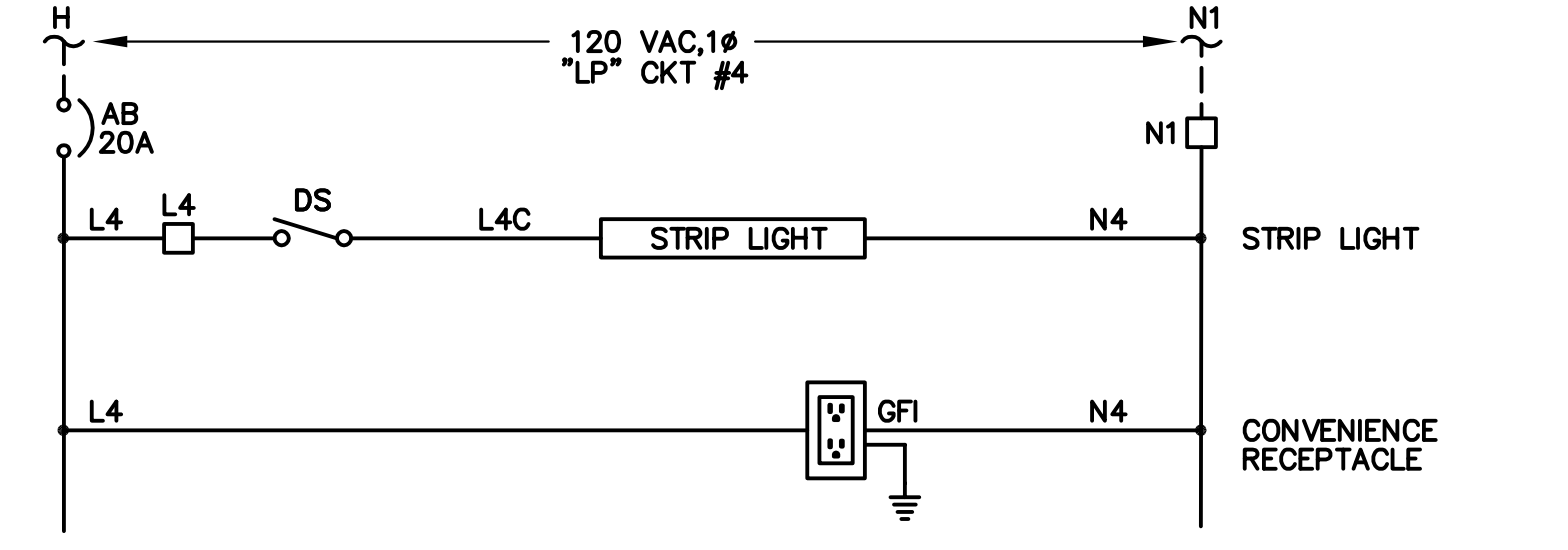 H
N1
120 VAC,1ø
"LP" CKT #4
AB
20A
N1
L4
L4
DS
L4C
STRIP LIGHT
N4
STRIP LIGHT
L4
GFI
N4
CONVENIENCE
RECEPTACLE